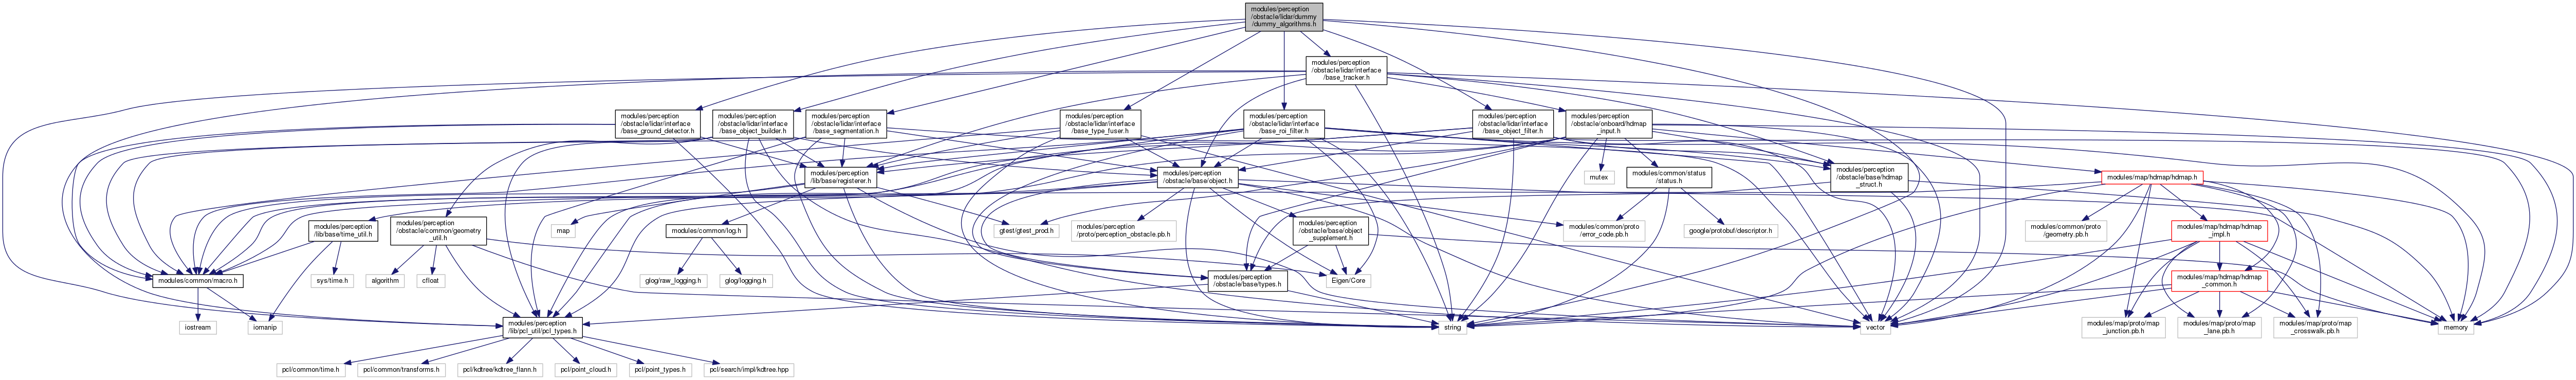 modules/perception
/obstacle/lidar/dummy
/dummy_algorithms.h
modules/perception
/obstacle/lidar/interface
/base_tracker.h
modules/perception
/obstacle/lidar/interface
/base_ground_detector.h
modules/perception
/obstacle/lidar/interface
/base_object_builder.h
modules/perception
/obstacle/lidar/interface
/base_segmentation.h
modules/perception
/obstacle/lidar/interface
/base_type_fuser.h
modules/perception
/obstacle/lidar/interface
/base_roi_filter.h
modules/perception
/obstacle/lidar/interface
/base_object_filter.h
modules/perception
/obstacle/onboard/hdmap
_input.h
modules/perception
/lib/base/registerer.h
modules/perception
/obstacle/base/object.h
mutex
modules/common/status
/status.h
modules/perception
/obstacle/base/hdmap
_struct.h
modules/map/hdmap/hdmap.h
modules/perception
/lib/base/time_util.h
modules/perception
/obstacle/common/geometry
_util.h
map
modules/common/log.h
gtest/gtest_prod.h
modules/perception
/proto/perception_obstacle.pb.h
modules/perception
/obstacle/base/object
_supplement.h
modules/common/proto
/error_code.pb.h
google/protobuf/descriptor.h
modules/common/proto
/geometry.pb.h
modules/map/hdmap/hdmap
_impl.h
modules/common/macro.h
sys/time.h
algorithm
cfloat
glog/raw_logging.h
glog/logging.h
modules/perception
/obstacle/base/types.h
Eigen/Core
modules/map/hdmap/hdmap
_common.h
iostream
iomanip
modules/perception
/lib/pcl_util/pcl_types.h
string
vector
modules/map/proto/map
_junction.pb.h
modules/map/proto/map
_lane.pb.h
modules/map/proto/map
_crosswalk.pb.h
memory
pcl/common/time.h
pcl/common/transforms.h
pcl/kdtree/kdtree_flann.h
pcl/point_cloud.h
pcl/point_types.h
pcl/search/impl/kdtree.hpp